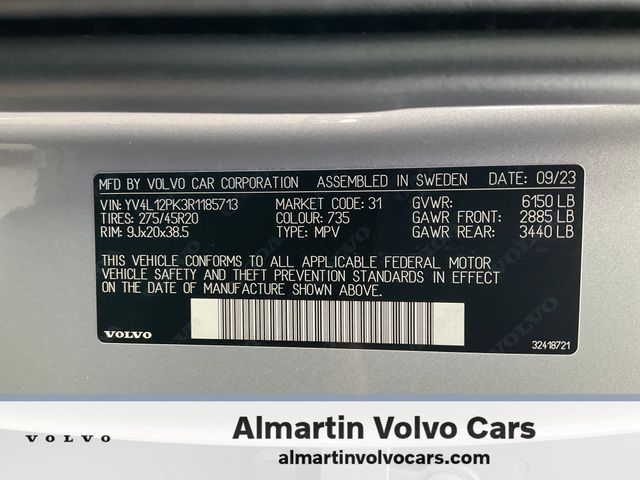 MFD BY VOLVO CAR CORPORATION ASSEMBLED IN SWEDEN DATE: 09/23
VIN: YV4L12PK3R1185713 MARKET CODE: 31 GVWR: 6150 LB
TIRES: 275/45R20 COLOUR: 735 GAWR FRONT: 2885 LB
RIM: 9Jx20x38.5 TYPE: MPV GAWR REAR: 3440 LB
THIS VEHICLE CONFORMS TO ALL APPLICABLE FEDERAL MOTOR
VEHICLE SAFETY AND THEFT PREVENTION STANDARDS IN EFFECT
ON THE DATE OF MANUFACTURE SHOWN ABOVE.
VOLVO
32418721
VOLVO
Almartin Volvo Cars
almartinvolvocars.com